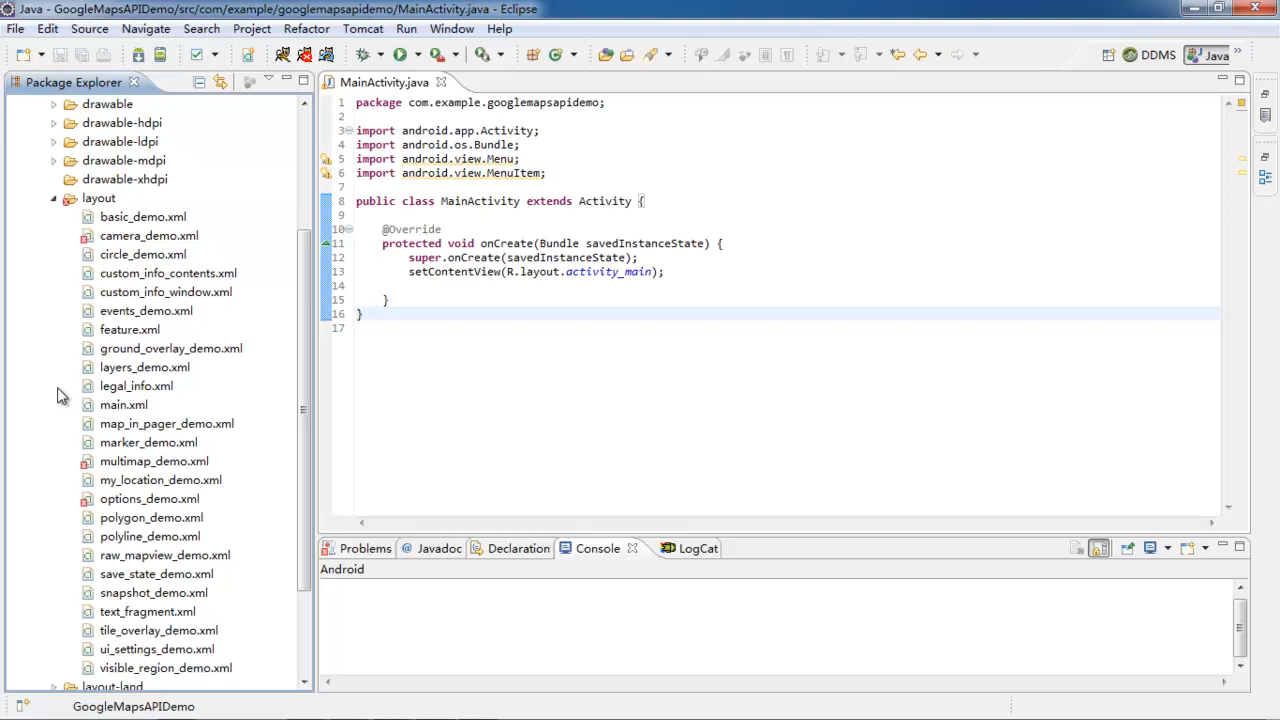 Java - GoogleMapsAPIDemo/src/com/example/googlemapsapidemo/MainActivity.java - Eclipse
File Edit Source Navigate Search Project Refactor Tomcat Run Window Help
DDMS Java
Package Explorer
drawable
drawable-hdpi
drawable-ldpi
drawable-mdpi
drawable-xhdpi
layout
basic_demo.xml
camera_demo.xml
circle_demo.xml
custom_info_contents.xml
custom_info_window.xml
events_demo.xml
feature.xml
ground_overlay_demo.xml
layers_demo.xml
legal_info.xml
main.xml
map_in_pager_demo.xml
marker_demo.xml
multimap_demo.xml
my_location_demo.xml
options_demo.xml
polygon_demo.xml
polyline_demo.xml
raw_mapview_demo.xml
save_state_demo.xml
snapshot_demo.xml
text_fragment.xml
tile_overlay_demo.xml
ui_settings_demo.xml
visible_region_demo.xml
layout-land
MainActivity.java
1 package com.example.googlemapsapidemo;
2
3 import android.app.Activity;
4 import android.os.Bundle;
5 import android.view.Menu;
6 import android.view.MenuItem;
7
8 public class MainActivity extends Activity {
9
10 @Override
11 protected void onCreate(Bundle savedInstanceState) {
12 super.onCreate(savedInstanceState);
13 setContentView(R.layout.activity_main);
14
15 }
16 }
17
Problems @ Javadoc Declaration Console LogCat
Android
GoogleMapsAPIDemo